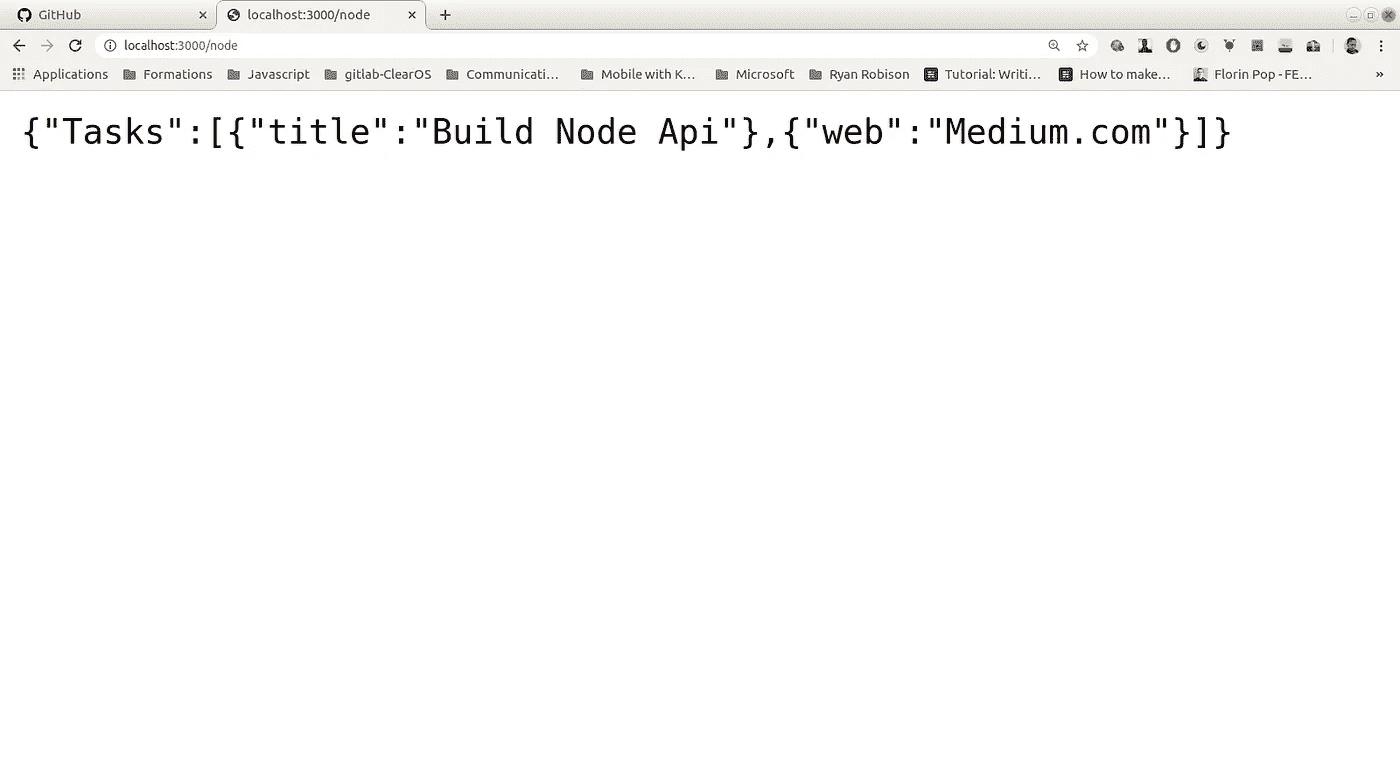 GitHub
localhost:3000/node
localhost:3000/node
Applications Formations Javascript gitlab-ClearOS Communicati... Mobile with K... Microsoft Ryan Robison Tutorial: Writi... How to make... Florin Pop - FE... »
{"Tasks":[{"title":"Build Node Api"},{"web":"Medium.com"}]}